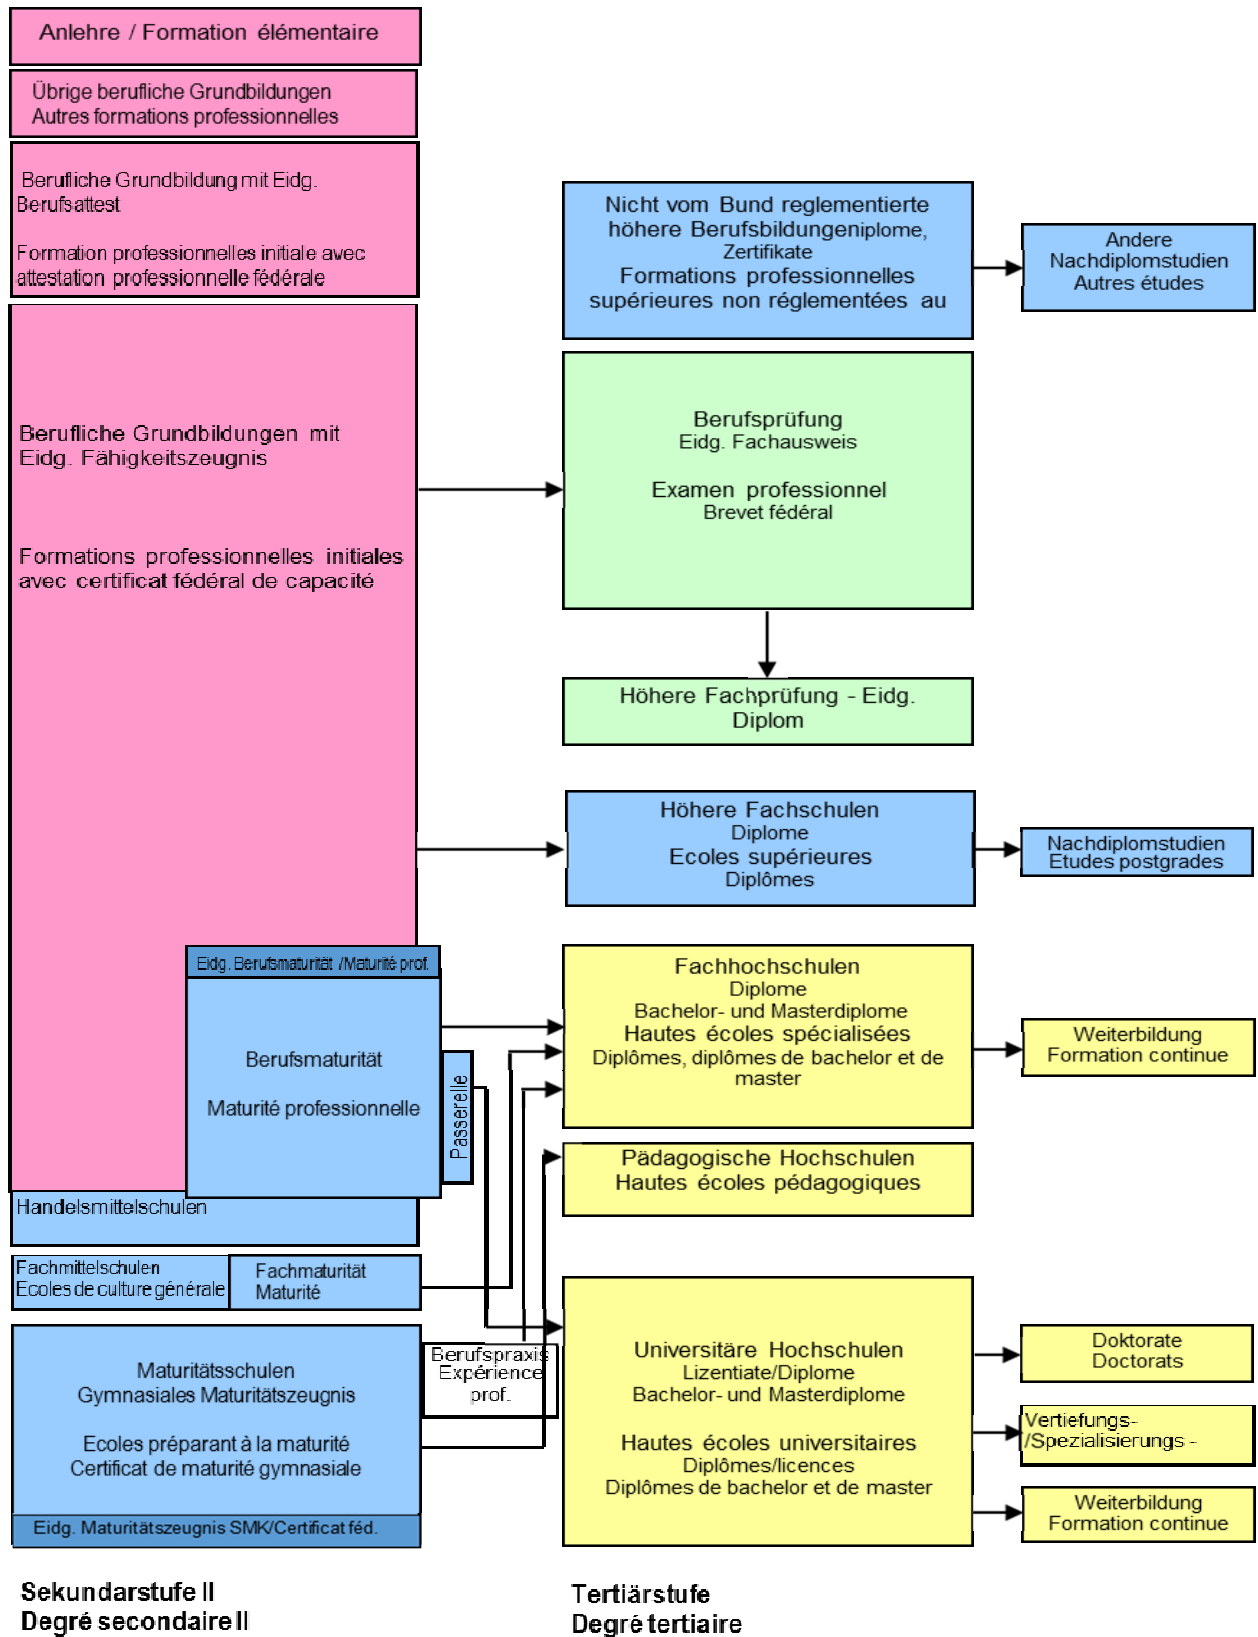 Anlehre / Formation élémentaire
Übrige berufliche Grundbildungen
Autres formations professionnelles
Berufliche Grundbildung mit Eidg.
Berufsattest
Formation professionnelles initiale avec
attestation professionnelle fédérale
Berufliche Grundbildungen mit
Eidg. Fähigkeitszeugnis
Formations professionnelles initiales
avec certificat fédéral de capacité
Eidg. Berufsmaturität /Maturité prof.
Berufsmaturität
Maturité professionnelle
Passerelle
Handelsmittelschulen
Fachmittelschulen
Ecoles de culture générale
Fachmaturität
Maturité
Maturitätsschulen
Gymnasiales Maturitätszeugnis
Ecoles préparant à la maturité
Certificat de maturité gymnasiale
Eidg. Maturitätszeugnis SMK/Certificat féd.
Berufspraxis
Expérience
prof.
Sekundarstufe II
Degré secondaire II
Nicht vom Bund reglementierte
höhere Berufsbildungeniplome,
Zertifikate
Formations professionnelles
supérieures non réglementées au
Andere
Nachdiplomstudien
Autres études
Berufsprüfung
Eidg. Fachausweis
Examen professionnel
Brevet fédéral
Höhere Fachprüfung - Eidg.
Diplom
Höhere Fachschulen
Diplome
Ecoles supérieures
Diplômes
Nachdiplomstudien
Etudes postgrades
Fachhochschulen
Diplome
Bachelor- und Masterdiplome
Hautes écoles spécialisées
Diplômes, diplômes de bachelor et de
master
Weiterbildung
Formation continue
Pädagogische Hochschulen
Hautes écoles pédagogiques
Universitäre Hochschulen
Lizentiate/Diplome
Bachelor- und Masterdiplome
Hautes écoles universitaires
Diplômes/licences
Diplômes de bachelor et de master
Doktorate
Doctorats
Vertiefungs-
/Spezialisierungs -
Weiterbildung
Formation continue
Tertiärstufe
Degré tertiaire